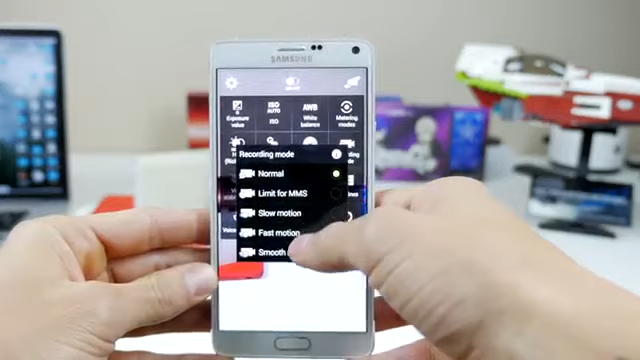 SAMSUNG
ISO
AUTO
AWB
Exposure
value
ISO
White
balance
Metering
modes
Recording mode
Normal
Limit for MMS
Slow motion
Fast motion
Smooth